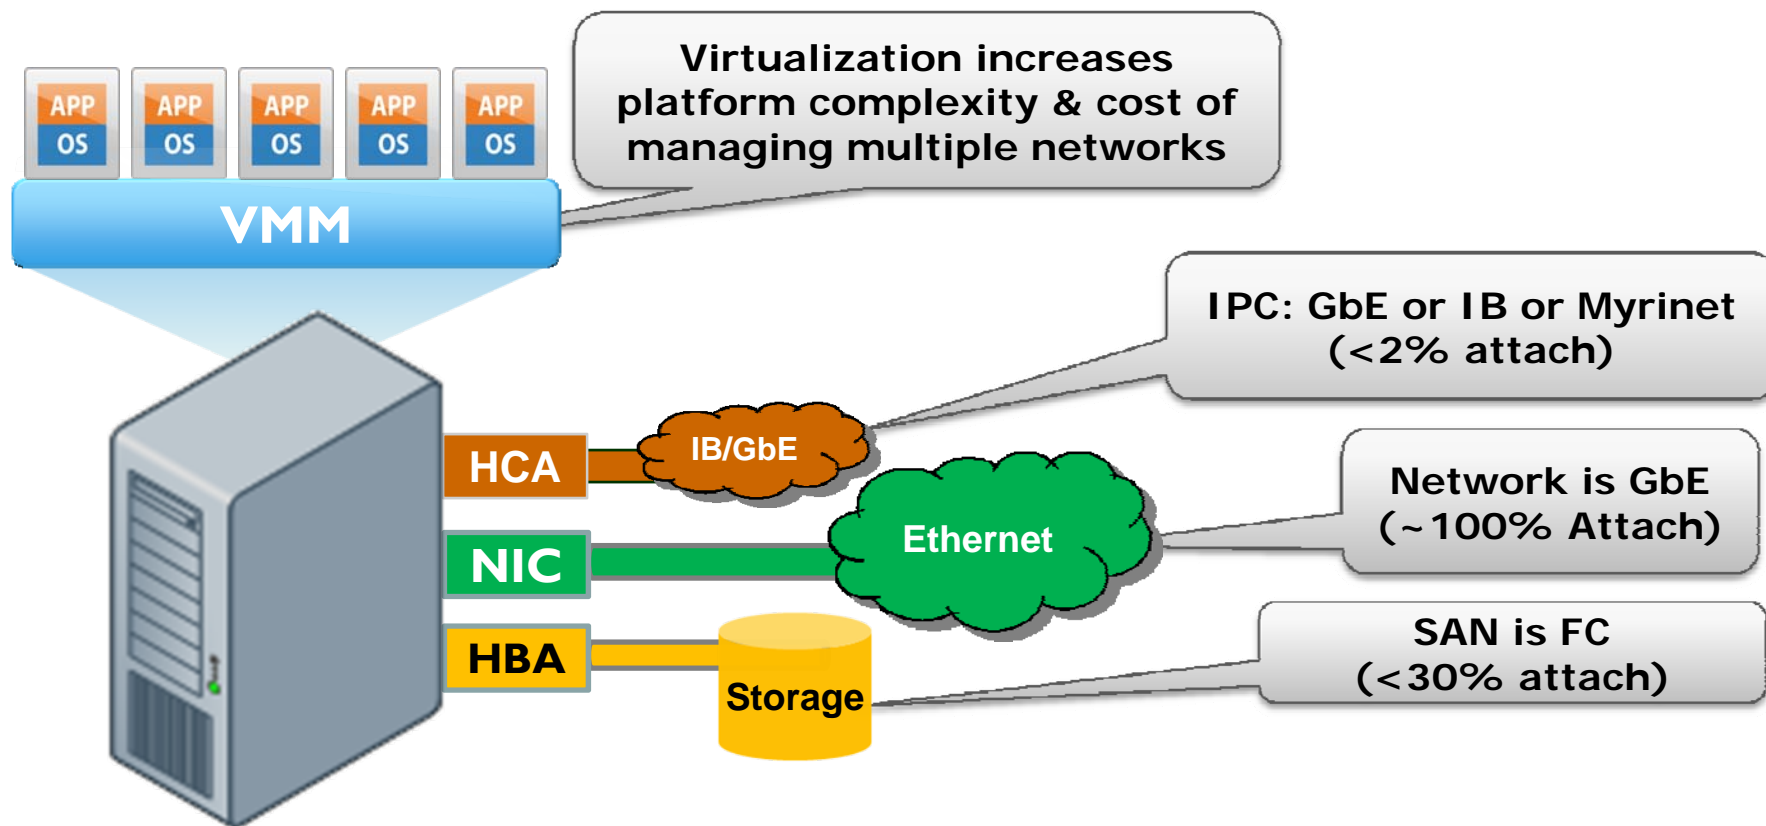 Virtualization increases
platform complexity & cost of
managing multiple networks
APP APP APP APP APP
OS OS OS OS OS
VMM
IPC: GbE or IB or Myrinet
(<2% attach)
HCA
IB/GbE
Network is GbE
(~100% Attach)
NIC
Ethernet
SAN is FC
(<30% attach)
HBA
Storage